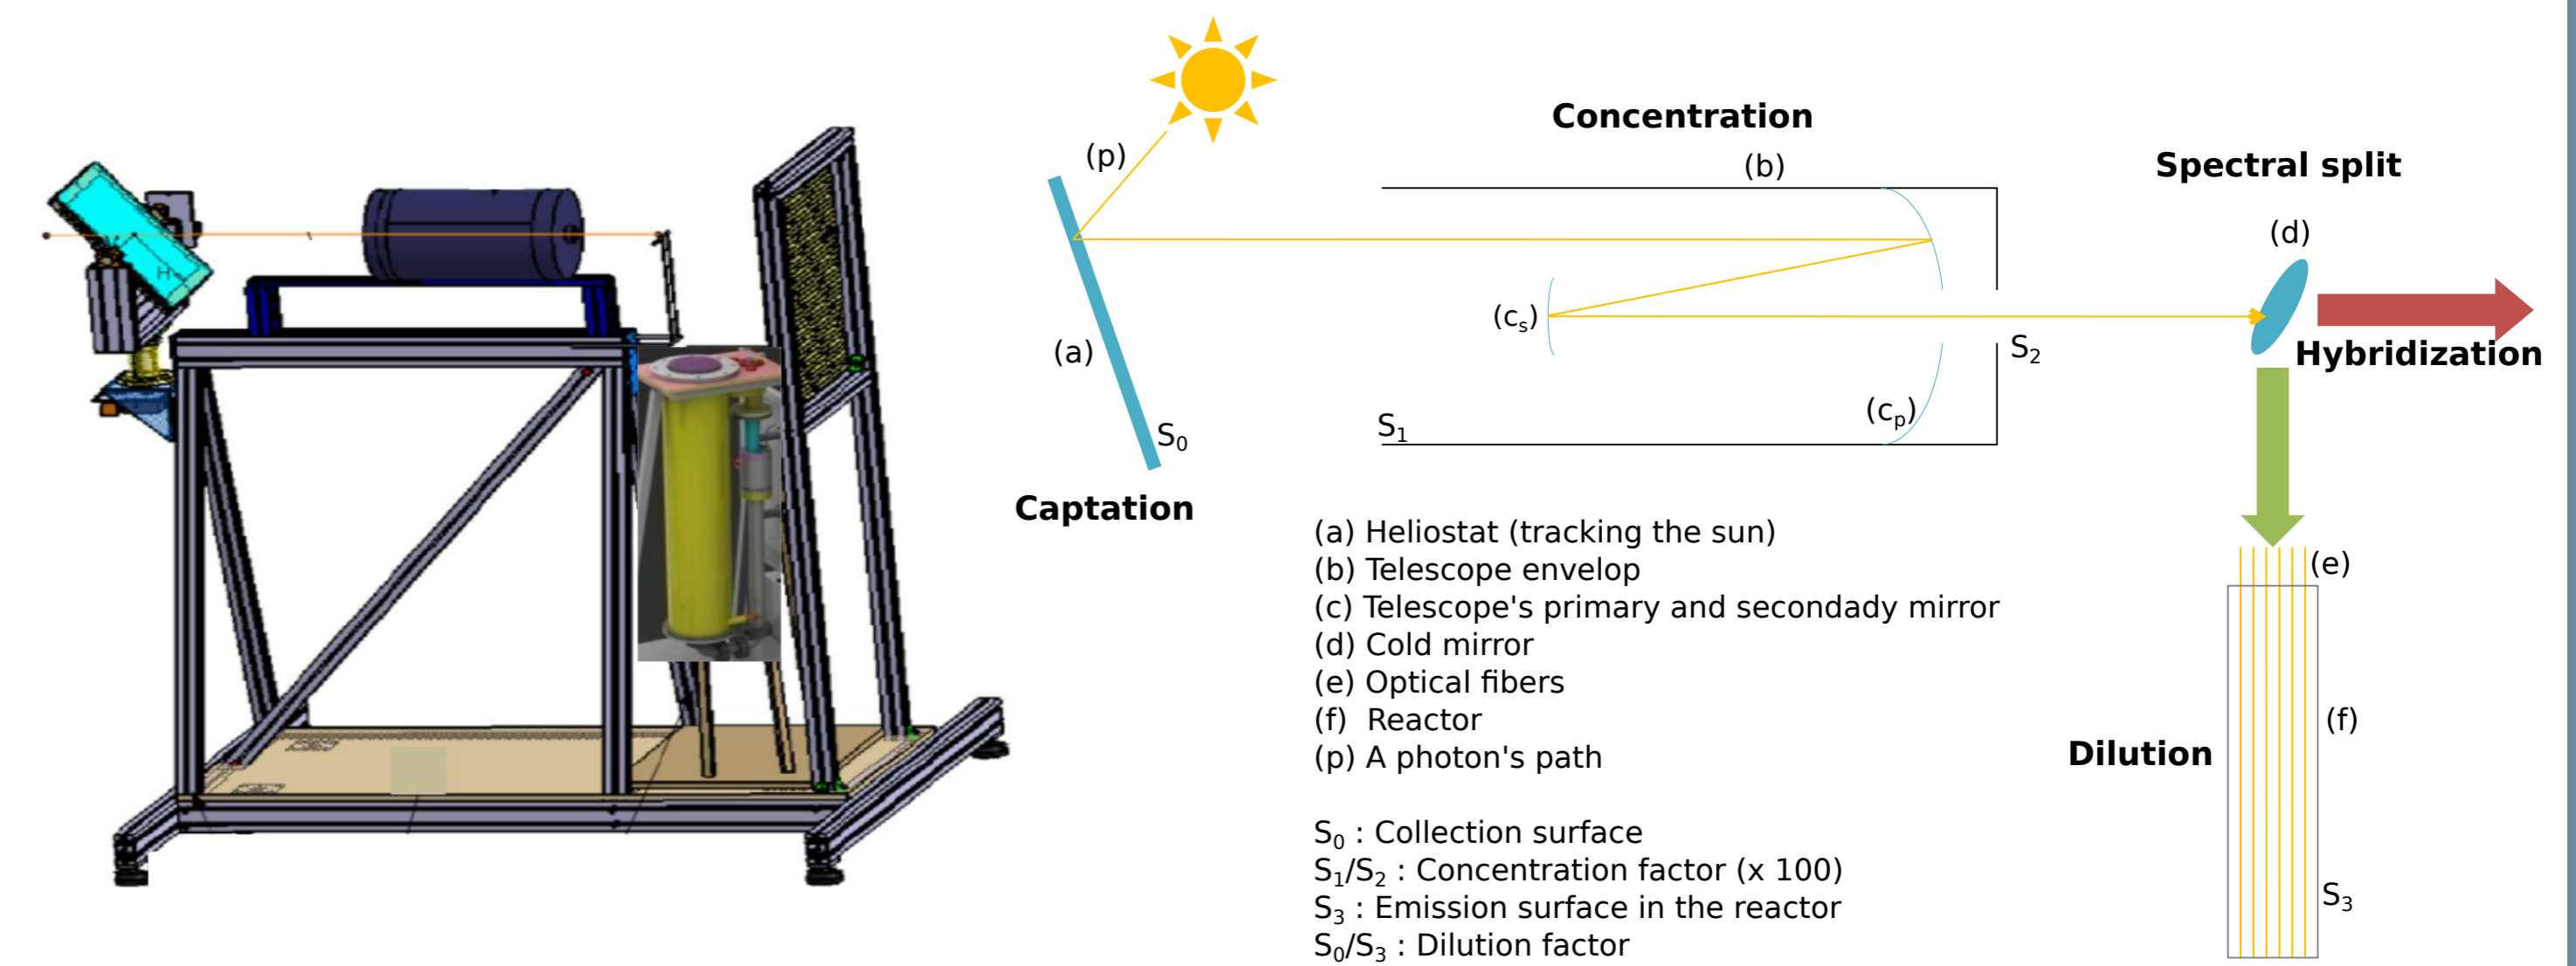 Concentration
(b)
(p)
Spectral split
(d)
(cs)
(a)
S2
Hybridization
(cp)
S1
S0
Captation
(a) Heliostat (tracking the sun)
(b) Telescope envelop
(c) Telescope's primary and secondady mirror
(d) Cold mirror
(e) Optical fibers
(f) Reactor
(p) A photon's path
S0 : Collection surface
S1/S2 : Concentration factor (x 100)
S3 : Emission surface in the reactor
S0/S3 : Dilution factor
(e)
(f)
Dilution
S3
H